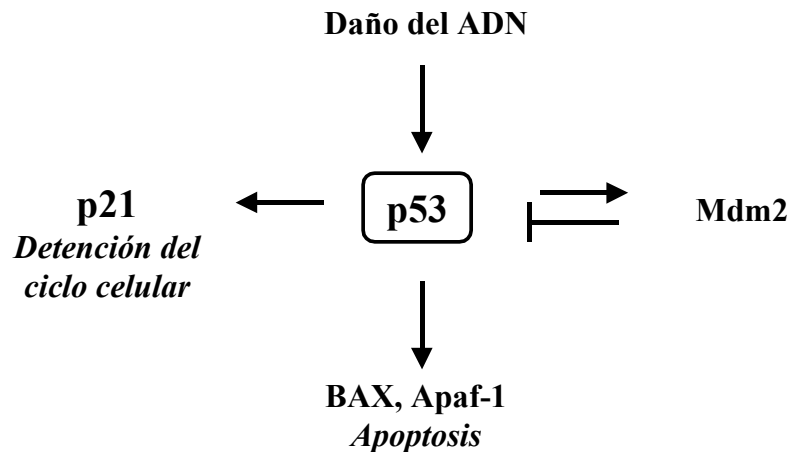 Daño del ADN
p21
Detención del
ciclo celular
p53
Mdm2
BAX, Apaf-1
Apoptosis